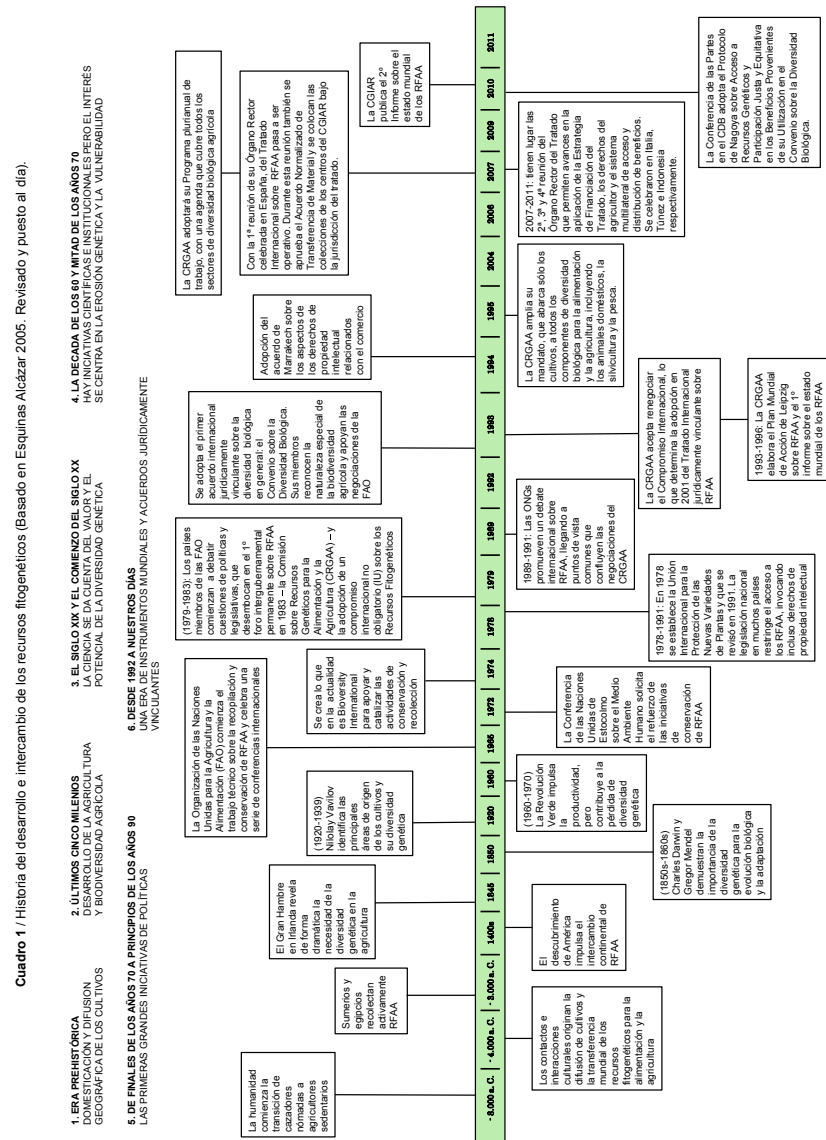 Cuadro 1 / Historia del desarrollo e intercambio de los recursos fitogenéticos (Basado en Esquinas Alcázar 2005. Revisado y puesto al día).
1. ERA PREHISTÓRICA
DOMESTICACIÓN Y DIFUSION
GEOGRÁFICA DE LOS CULTIVOS
2. ÚLTIMOS CINCO MILENIOS
DESARROLLO DE LA AGRICULTURA
Y BIODIVERSIDAD AGRÍCOLA
3. EL SIGLO XIX Y EL COMIENZO DEL SIGLO XX
LA CIENCIA SE DA CUENTA DEL VALOR Y EL
POTENCIAL DE LA DIVERSIDAD GENÉTICA
4. LA DECADA DE LOS 60 Y MITAD DE LOS AÑOS 70
HAY INICIATIVAS CIENTÍFICAS E INSTITUCIONALES PERO EL INTERÉS
SE CENTRA EN LA EROSIÓN GENÉTICA Y LA VULNERABILIDAD
5. DE FINALES DE LOS AÑOS 70 A PRINCIPIOS DE LOS AÑOS 90
LAS PRIMERAS GRANDES INICIATIVAS DE POLÍTICAS
6. DESDE 1992 A NUESTROS DÍAS
UNA ERA DE INSTRUMENTOS MUNDIALES Y ACUERDOS JURÍDICAMENTE
VINCULANTES
La humanidad
comienza la
transición de
cazadores
nómadas a
agricultores
sedentarios
Sumerios y
egipcios
recolectan
activamente
RFAA
El Gran Hambre
en Irlanda revela
de forma
dramática la
necesidad de la
diversidad
genética en la
agricultura
La Organización de las Naciones
Unidas para la Agricultura y la
Alimentación (FAO) comienza el
trabajo técnico sobre la recopilación y
conservación de RFAA y celebra una
serie de conferencias internacionales
(1920-1939)
Nilolay Vavilov
identifica las
principales
áreas de origen
de los cultivos y
su diversidad
genética
Se crea lo que
en la actualidad
es Bioversity
International
para apoyar y
catalizar las
actividades de
conservación y
recolección
(1979-1983): Los países
miembros de las FAO
comienzan a debatir
cuestiones de políticas y
legislativas, que
desembocan en el 1º
foro intergubernamental
permanente sobre RFAA
en 1983 – la Comisión
sobre Recursos
Genéticos para la
Alimentación y la
Agricultura (CRGAA) – y
la adopción de un
compromiso
internacional no
obligatorio (IU) sobre los
Recursos Fitogenéticos
Se adopta el primer
acuerdo internacional
jurídicamente
vinculante sobre la
diversidad biológica
en general: el
Convenio sobre la
Diversidad Biológica.
Sus miembros
reconocen la
naturaleza especial de
la biodiversidad
agrícola y apoyan las
negociaciones de la
FAO
Adopción del
acuerdo de
Marrakech sobre
los aspectos de
los derechos de
propiedad
intelectual
relacionados
con el comercio
La CRGAA adoptará su Programa plurianual de
trabajo, con una agenda que cubre todos los
sectores de diversidad biológica agrícola
Con la 1ª reunión de su Órgano Rector
celebrada en España, del Tratado
Internacional sobre RFAA pasa a ser
operativo. Durante esta reunión también se
aprueba el Acuerdo Normalizado de
Transferencia de Material y se colocan las
colecciones de los centros del CGIAR bajo
la jurisdicción del tratado.
La CGIAR
publica el 2º
Informe sobre el
estado mundial
de los RFAA
- 8.000 a. C.
- 4.000 a. C.
- 3.000 a. C.
1400s
1845
1850
1920
1960
1965
1972
1974
1978
1979
1989
1992
1993
1994
1995
2004
2006
2007
2009
2010
2011
Los contactos e
interacciones
culturales originan la
difusión de cultivos y
la transferencia
mundial de los
recursos
fitogenéticos para la
alimentación y la
agricultura
El
descubrimiento
de América
impulsa el
intercambio
continental de
RFAA
(1850s-1860s)
Charles Darwin y
Gregor Mendel
demuestran la
importancia de la
diversidad
genética para la
evolución biológica
y la adaptación
(1960-1970)
La Revolución
Verde impulsa
la
productividad,
pero
contribuye a la
pérdida de
diversidad
genética
La Conferencia
de las Naciones
Unidas de
Estocolmo
sobre el Medio
Ambiente
Humano solicita
el refuerzo de
las iniciativas
de
conservación
de RFAA
1978-1991: En 1978
se establece la Unión
Internacional para la
Protección de las
Nuevas Variedades
de Plantas y que se
revisó en 1991. La
legislación nacional
en muchos países
restringe el acceso a
los RFAA, invocando
incluso derechos de
propiedad intelectual
1989-1991: Las ONGs
promueven un debate
internacional sobre
RFAA, llegando a
puntos de vista
comunes que
confluyen las
negociaciones del
CRGAA
La CRGAA acepta renegociar
el Compromiso Internacional, lo
que determina la adopción en
2001 del Tratado Internacional
jurídicamente vinculante sobre
RFAA
1993-1996: La CRGAA
elabora el Plan Mundial
de Acción de Leipzig
sobre RFAA y el 1º
informe sobre el estado
mundial de los RFAA
La CRGAA amplia su
mandato, que abarca sólo los
cultivos, a todos los
componentes de diversidad
biológica para la alimentación
y la agricultura, incluyendo
los animales domésticos, la
silvicultura y la pesca.
2007-2011: tienen lugar las
2ª, 3ª y 4ª reunión del
Órgano Rector del Tratado
que permiten avances en la
aplicación de la Estrategia
de Financiación del
Tratado, los derechos del
agricultor y el sistema
multilateral de acceso y
distribución de beneficios.
Se celebraron en Italia,
Túnez e Indonesia
respectivamente.
La Conferencia de las Partes
en el CDB adopta el Protocolo
de Nagoya sobre Acceso a
Recursos Genéticos y
Participación Justa y Equitativa
en los Beneficios Provenientes
de su Utilización en el
Convenio sobre la Diversidad
Biológica.